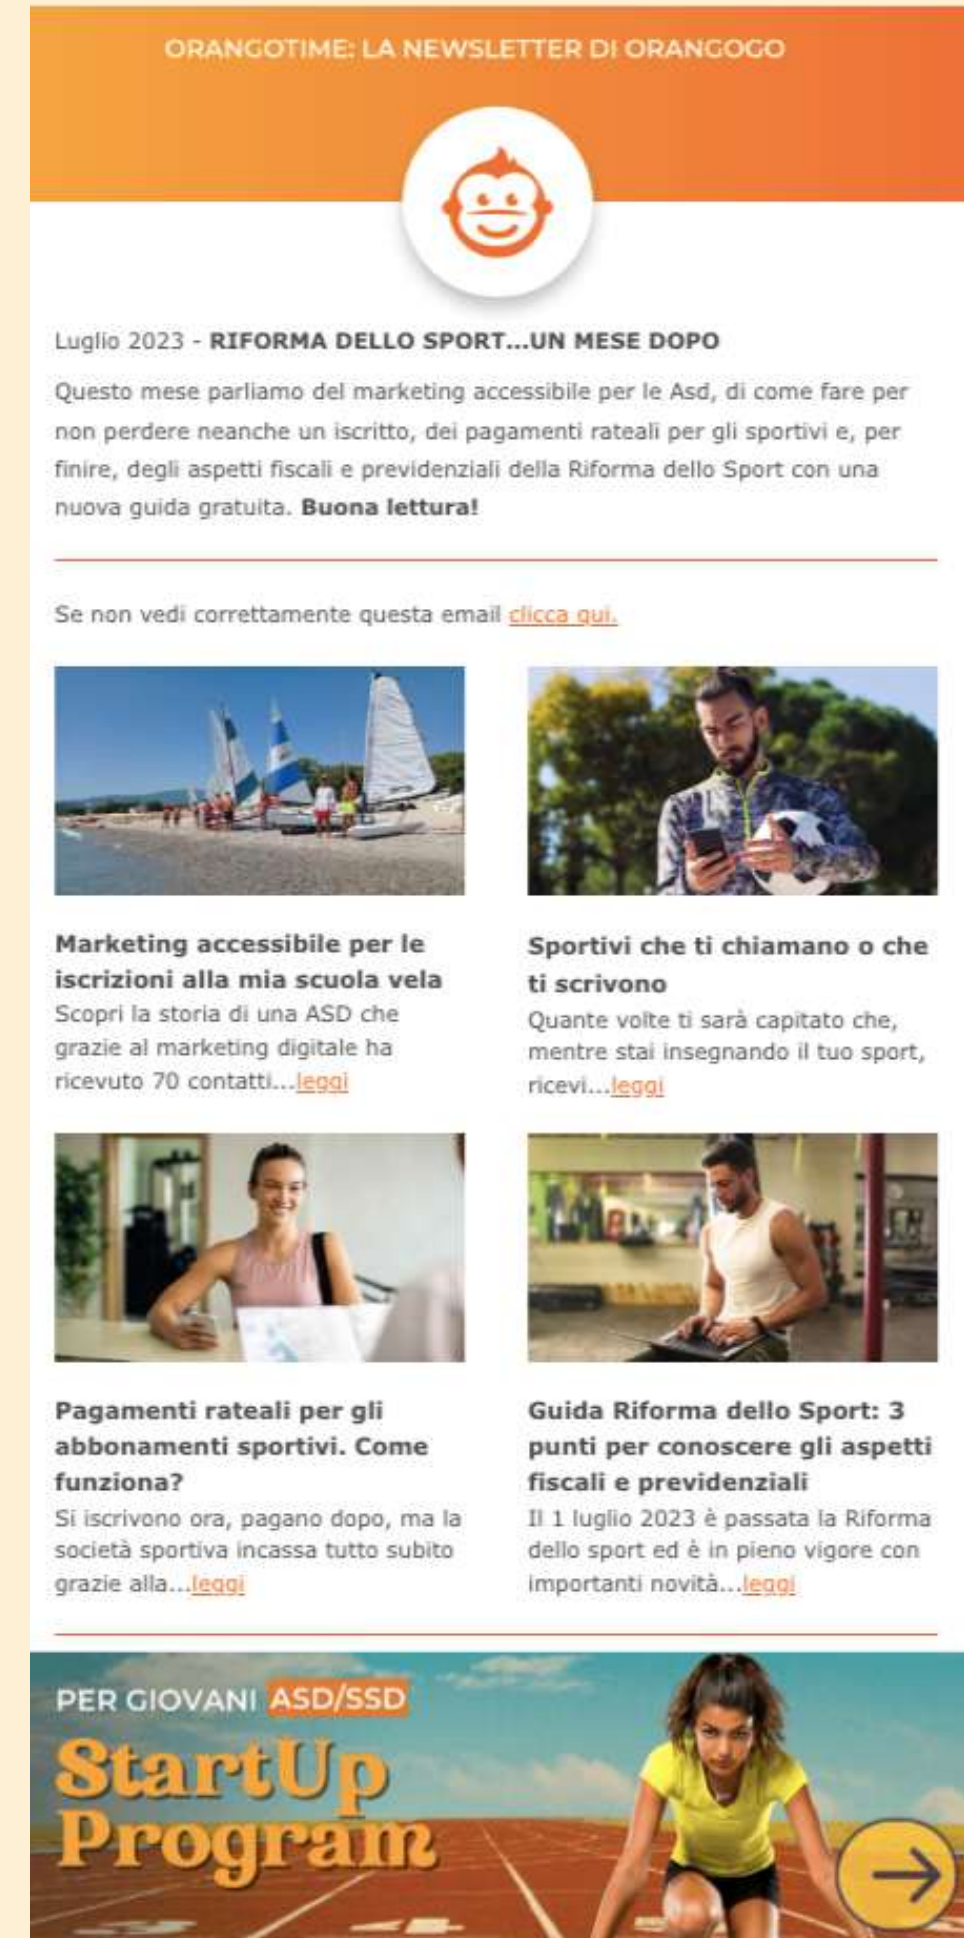 ORANGOTIME: LA NEWSLETTER DI ORANGOGO
Luglio 2023 - RIFORMA DELLO SPORT...UN MESE DOPO
Questo mese parliamo del marketing accessibile per le Asd, di come fare per
non perdere neanche un iscritto, dei pagamenti rateali per gli sportivi e, per
finire, degli aspetti fiscali e previdenziali della Riforma dello Sport con una
nuova guida gratuita. Buona lettura!
Se non vedi correttamente questa email clicca qui.
Marketing accessibile per le
iscrizioni alla mia scuola vela
Scopri la storia di una ASD che
grazie al marketing digitale ha
ricevuto 70 contatti...leggi
Sportivi che ti chiamano o che
ti scrivono
Quante volte ti sarà capitato che,
mentre stai insegnando il tuo sport,
ricevi...leggi
Pagamenti rateali per gli
abbonamenti sportivi. Come
funziona?
Si iscrivono ora, pagano dopo, ma la
società sportiva incassa tutto subito
grazie alla...leggi
Guida Riforma dello Sport: 3
punti per conoscere gli aspetti
fiscali e previdenziali
Il 1 luglio 2023 è passata la Riforma
dello sport ed è in pieno vigore con
importanti novità...leggi
PER GIOVANI ASD/SSD
StartUp
Program